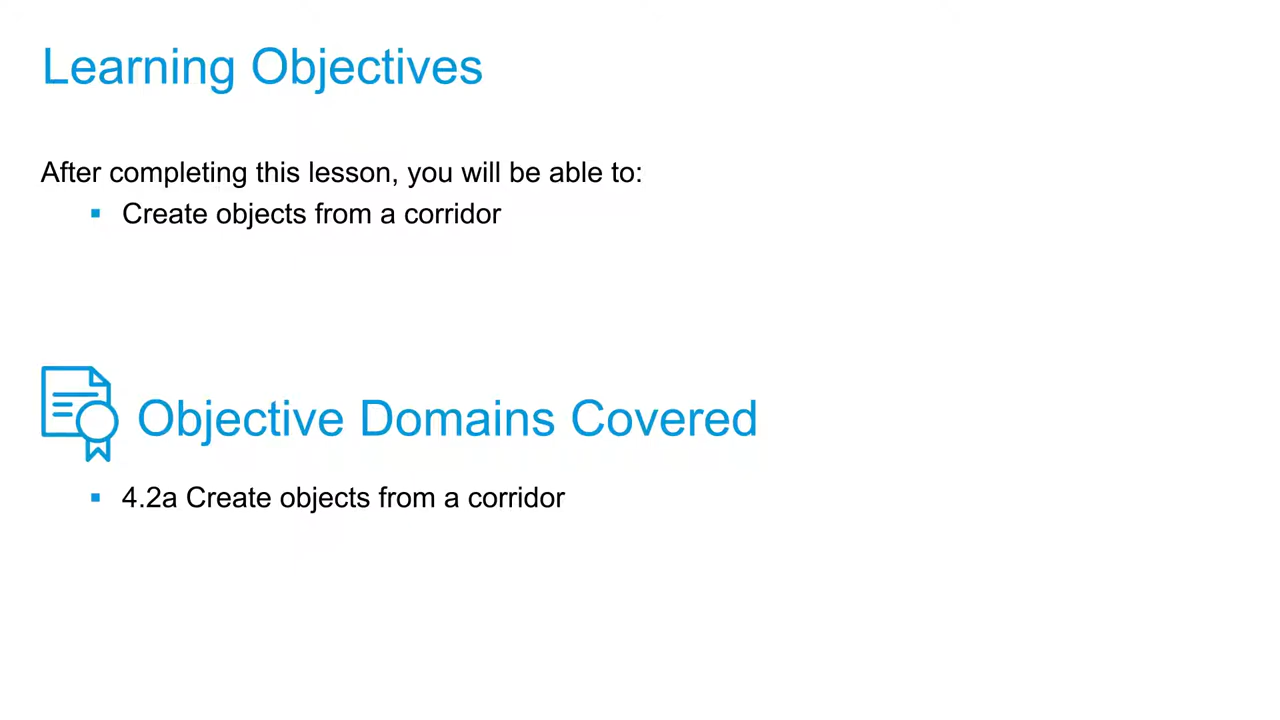 Learning Objectives
After completing this lesson, you will be able to:
▪ Create objects from a corridor
Objective Domains Covered
▪ 4.2a Create objects from a corridor